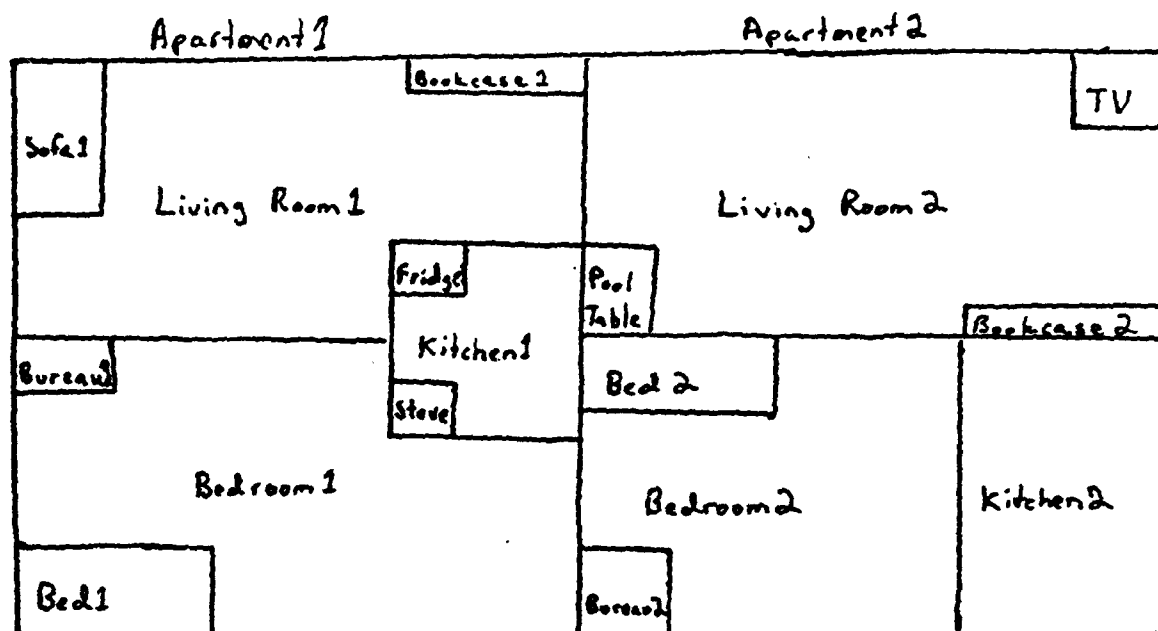 Apartment 1
Apartment 2
Bookcase 1
TV
Sofa 1
Living Room 1
Living Room 2
Fridge
Pool
Table
Bookcase 2
Kitchen 1
Bureau 1
Bed 2
Stove
Bedroom 1
Bedroom 2
Kitchen 2
Bed 1
Bureau 2